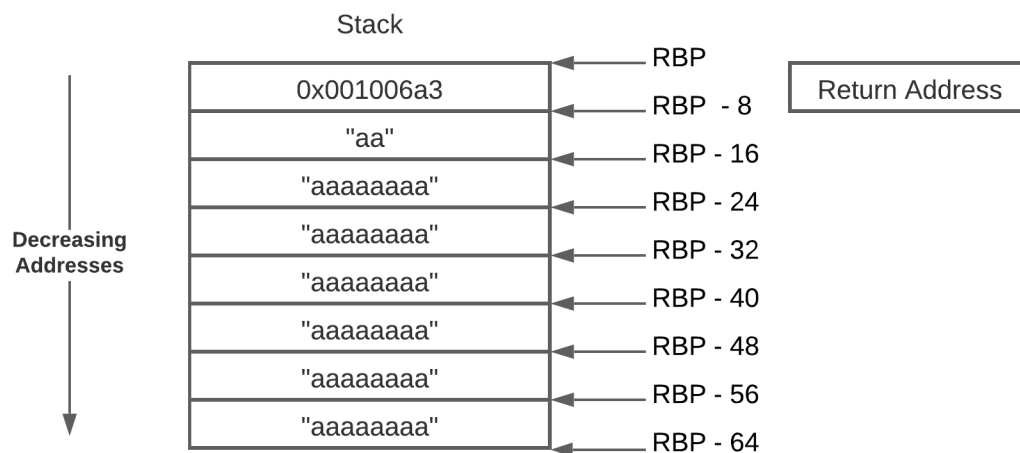 Stack
RBP
0x001006a3
Return Address
RBP - 8
"aa"
RBP - 16
"aaaaaaaa"
RBP - 24
"aaaaaaaa"
RBP - 32
Decreasing
Addresses
"aaaaaaaa"
RBP - 40
"aaaaaaaa"
RBP - 48
"aaaaaaaa"
RBP - 56
"aaaaaaaa"
RBP - 64